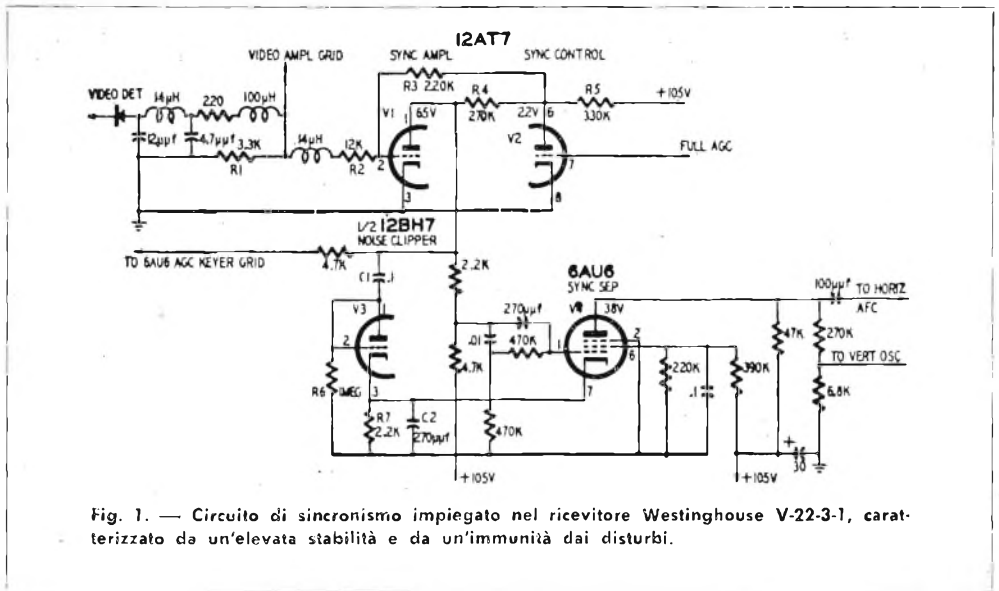 12AT7
VIDEO AMPL GRID
SYNC AMPL
SYNC CONTROL
R3 220K
VIDEO DET
14µH
220
100µH
V1
1
65V
R4
270K
22V
6
R5
330K
+105V
V2
12µµf
4.7µµf
3.3K
R1
14µH
12K
R2
2
7
FULL AGC
3
8
1/2 12BH7
NOISE CLIPPER
TO 6AU6 AGC KEYER GRID
4.7K
C1
.1
2.2K
6AU6
SYNC SEP
V3
1
2
270µµf
38V
100µµf
TO HORIZ
AFC
.01
470K
1
2
6
47K
270K
4.7K
220K
.1
390K
TO VERT OSC
R6
1MEG
3
7
6.8K
R7
2.2K
C2
270µµf
470K
+
30
+105V
+105V
Fig. 1. — Circuito di sincronismo impiegato nel ricevitore Westinghouse V-22-3-1, carat-
terizzato da un'elevata stabilità e da un'immunità dai disturbi.